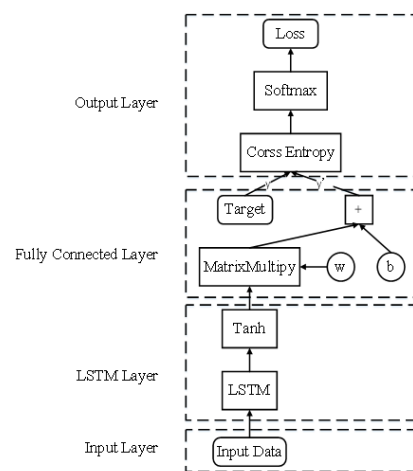 Loss
Softmax
Output Layer
Corss Entropy
y
y'
Target
+
Fully Connected Layer
MatrixMultipy
w
b
Tanh
LSTM Layer
LSTM
Input Layer
Input Data